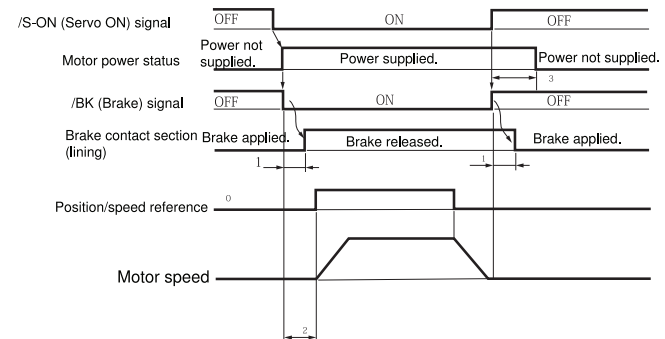 /S-ON (Servo ON) signal OFF ON OFF
Motor power status Power not supplied. Power supplied. Power not supplied.
3
/BK (Brake) signal OFF ON OFF
Brake contact section (lining) Brake applied. Brake released. Brake applied.
1 1
Position/speed reference 0
Motor speed
2